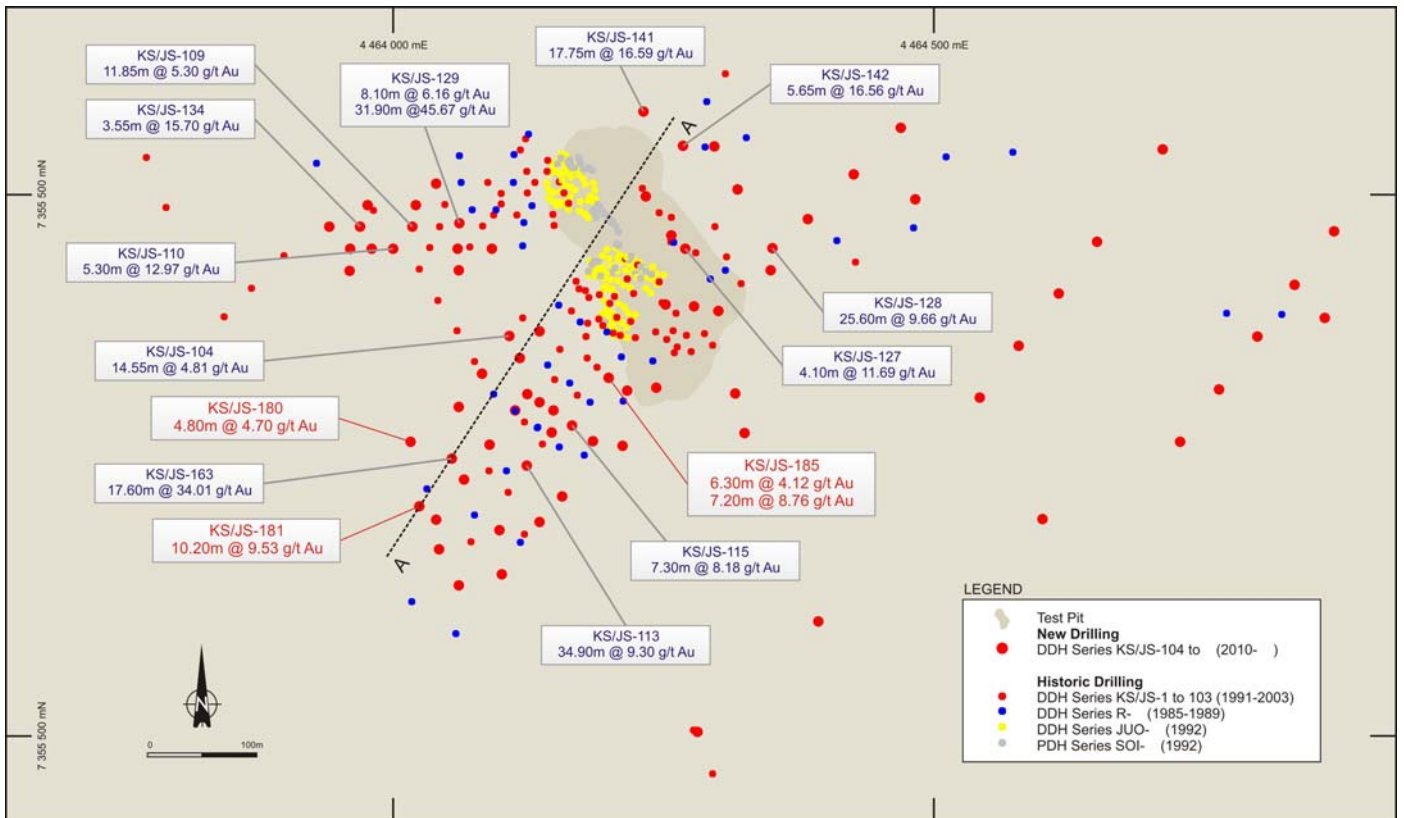 4 464 000 mE
4 464 500 mE
7 355 500 mN
7 355 500 mN
KS/JS-109
11.85m @ 5.30 g/t Au
KS/JS-134
3.55m @ 15.70 g/t Au
KS/JS-129
8.10m @ 6.16 g/t Au
31.90m @45.67 g/t Au
KS/JS-141
17.75m @ 16.59 g/t Au
KS/JS-142
5.65m @ 16.56 g/t Au
A
KS/JS-110
5.30m @ 12.97 g/t Au
KS/JS-128
25.60m @ 9.66 g/t Au
KS/JS-127
4.10m @ 11.69 g/t Au
KS/JS-104
14.55m @ 4.81 g/t Au
KS/JS-180
4.80m @ 4.70 g/t Au
KS/JS-163
17.60m @ 34.01 g/t Au
KS/JS-181
10.20m @ 9.53 g/t Au
KS/JS-185
6.30m @ 4.12 g/t Au
7.20m @ 8.76 g/t Au
A
KS/JS-115
7.30m @ 8.18 g/t Au
KS/JS-113
34.90m @ 9.30 g/t Au
N
0 100m
LEGEND
Test Pit
New Drilling
DDH Series KS/JS-104 to (2010- )
Historic Drilling
DDH Series KS/JS-1 to 103 (1991-2003)
DDH Series R- (1985-1989)
DDH Series JUO- (1992)
PDH Series SOI- (1992)